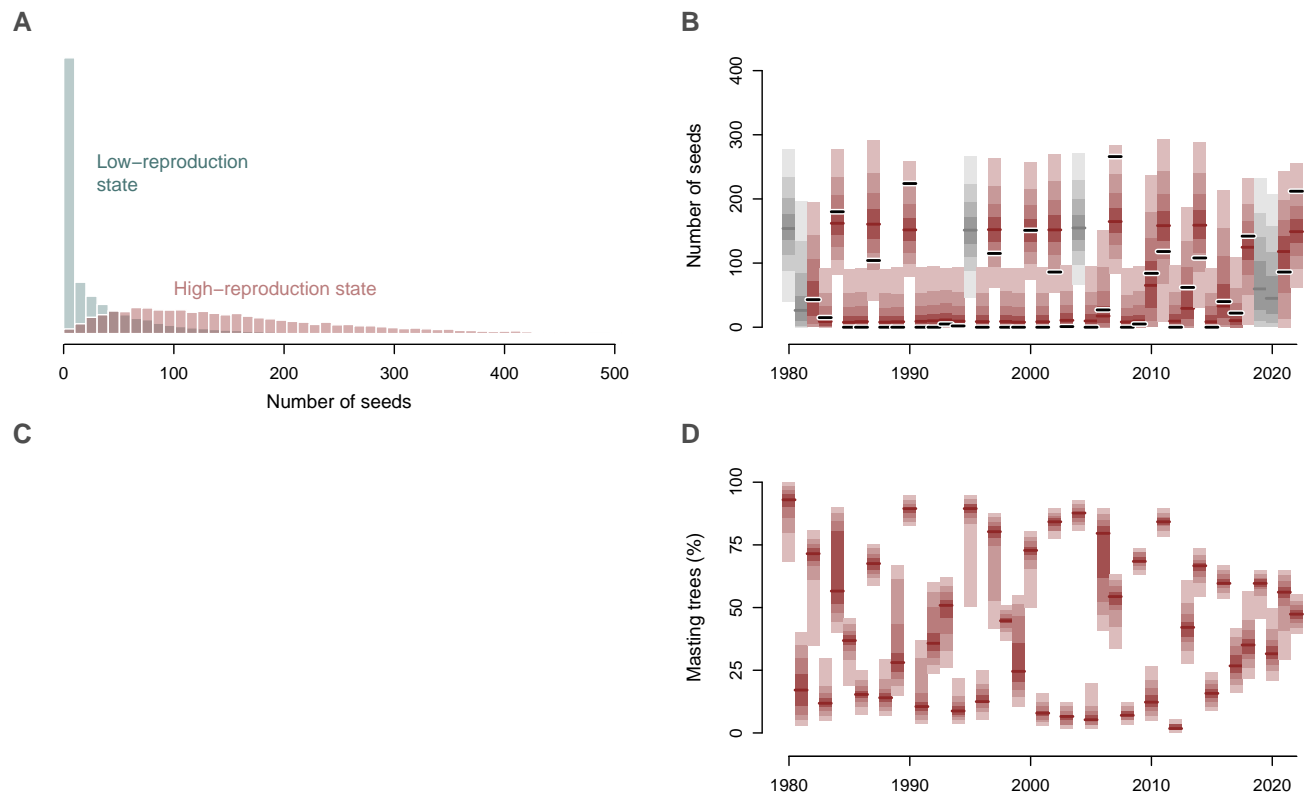 A
Low−reproduction
state
High−reproduction state
0 100 200 300 400 500
Number of seeds
B
Number of seeds
400
300
200
100
0
1980 1990 2000 2010 2020
C
D
Masting trees (%)
100
75
50
25
0
1980 1990 2000 2010 2020